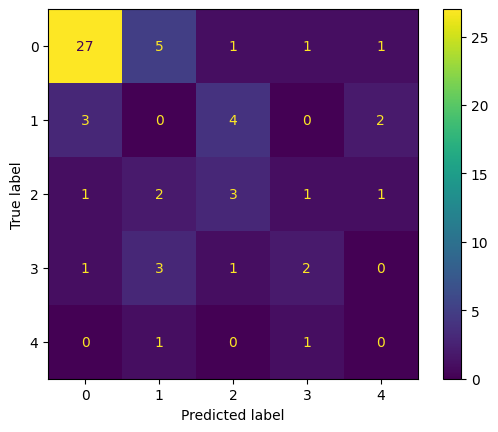 0 27 5 1 1 1
1 3 0 4 0 2
2 1 2 3 1 1
3 1 3 1 2 0
4 0 1 0 1 0
0 1 2 3 4
Predicted label
True label
25
20
15
10
5
0